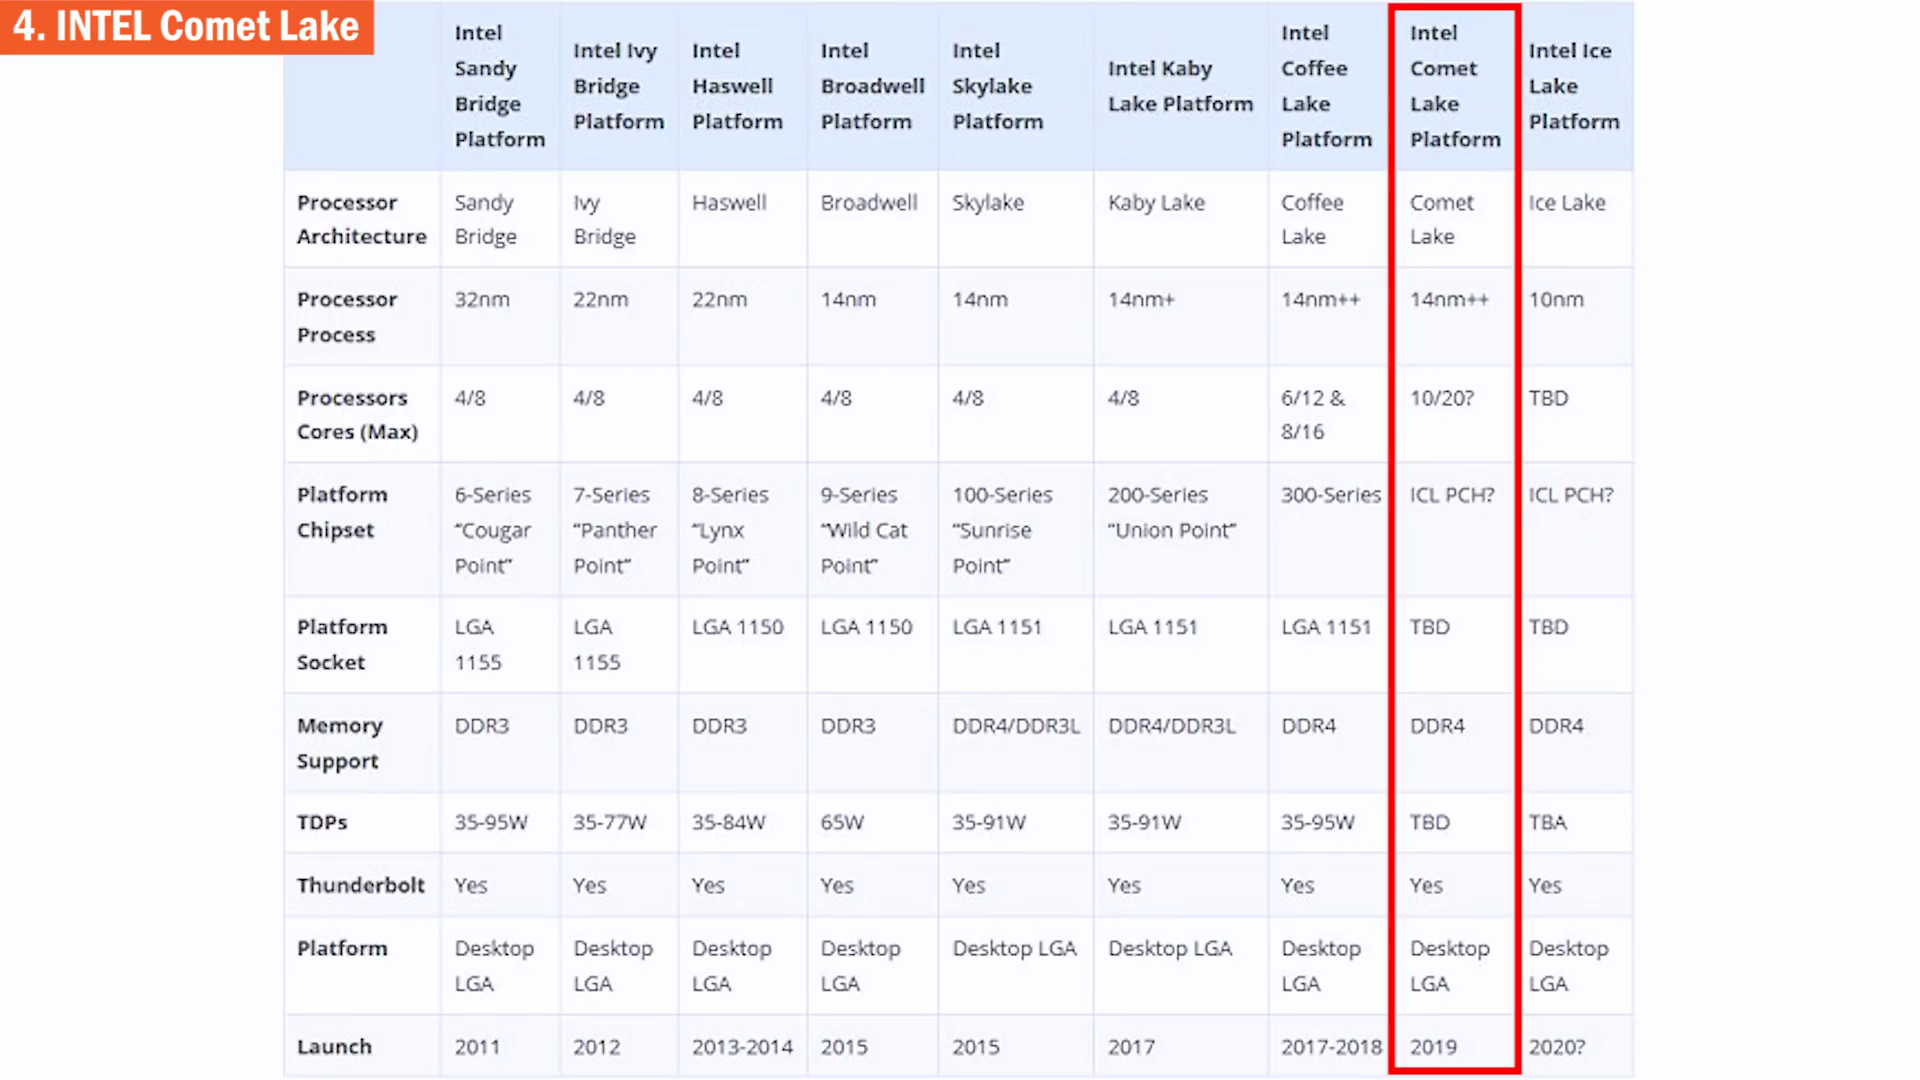 4. INTEL Comet Lake
Intel
Sandy
Bridge
Platform
Intel Ivy
Bridge
Platform
Intel
Haswell
Platform
Intel
Broadwell
Platform
Intel
Skylake
Platform
Intel Kaby
Lake Platform
Intel
Coffee
Lake
Platform
Intel
Comet
Lake
Platform
Intel Ice
Lake
Platform
Processor
Architecture
Sandy
Bridge
Ivy
Bridge
Haswell
Broadwell
Skylake
Kaby Lake
Coffee
Lake
Comet
Lake
Ice Lake
Processor
Process
32nm
22nm
22nm
14nm
14nm
14nm+
14nm++
14nm++
10nm
Processors
Cores (Max)
4/8
4/8
4/8
4/8
4/8
4/8
6/12 &
8/16
10/20?
TBD
Platform
Chipset
6-Series
“Cougar
Point”
7-Series
“Panther
Point”
8-Series
“Lynx
Point”
9-Series
“Wild Cat
Point”
100-Series
“Sunrise
Point”
200-Series
“Union Point”
300-Series
ICL PCH?
ICL PCH?
Platform
Socket
LGA
1155
LGA
1155
LGA 1150
LGA 1150
LGA 1151
LGA 1151
LGA 1151
TBD
TBD
Memory
Support
DDR3
DDR3
DDR3
DDR3
DDR4/DDR3L
DDR4/DDR3L
DDR4
DDR4
DDR4
TDPs
35-95W
35-77W
35-84W
65W
35-91W
35-91W
35-95W
TBD
TBA
Thunderbolt
Yes
Yes
Yes
Yes
Yes
Yes
Yes
Yes
Yes
Platform
Desktop
LGA
Desktop
LGA
Desktop
LGA
Desktop
LGA
Desktop LGA
Desktop LGA
Desktop
LGA
Desktop
LGA
Desktop
LGA
Launch
2011
2012
2013-2014
2015
2015
2017
2017-2018
2019
2020?